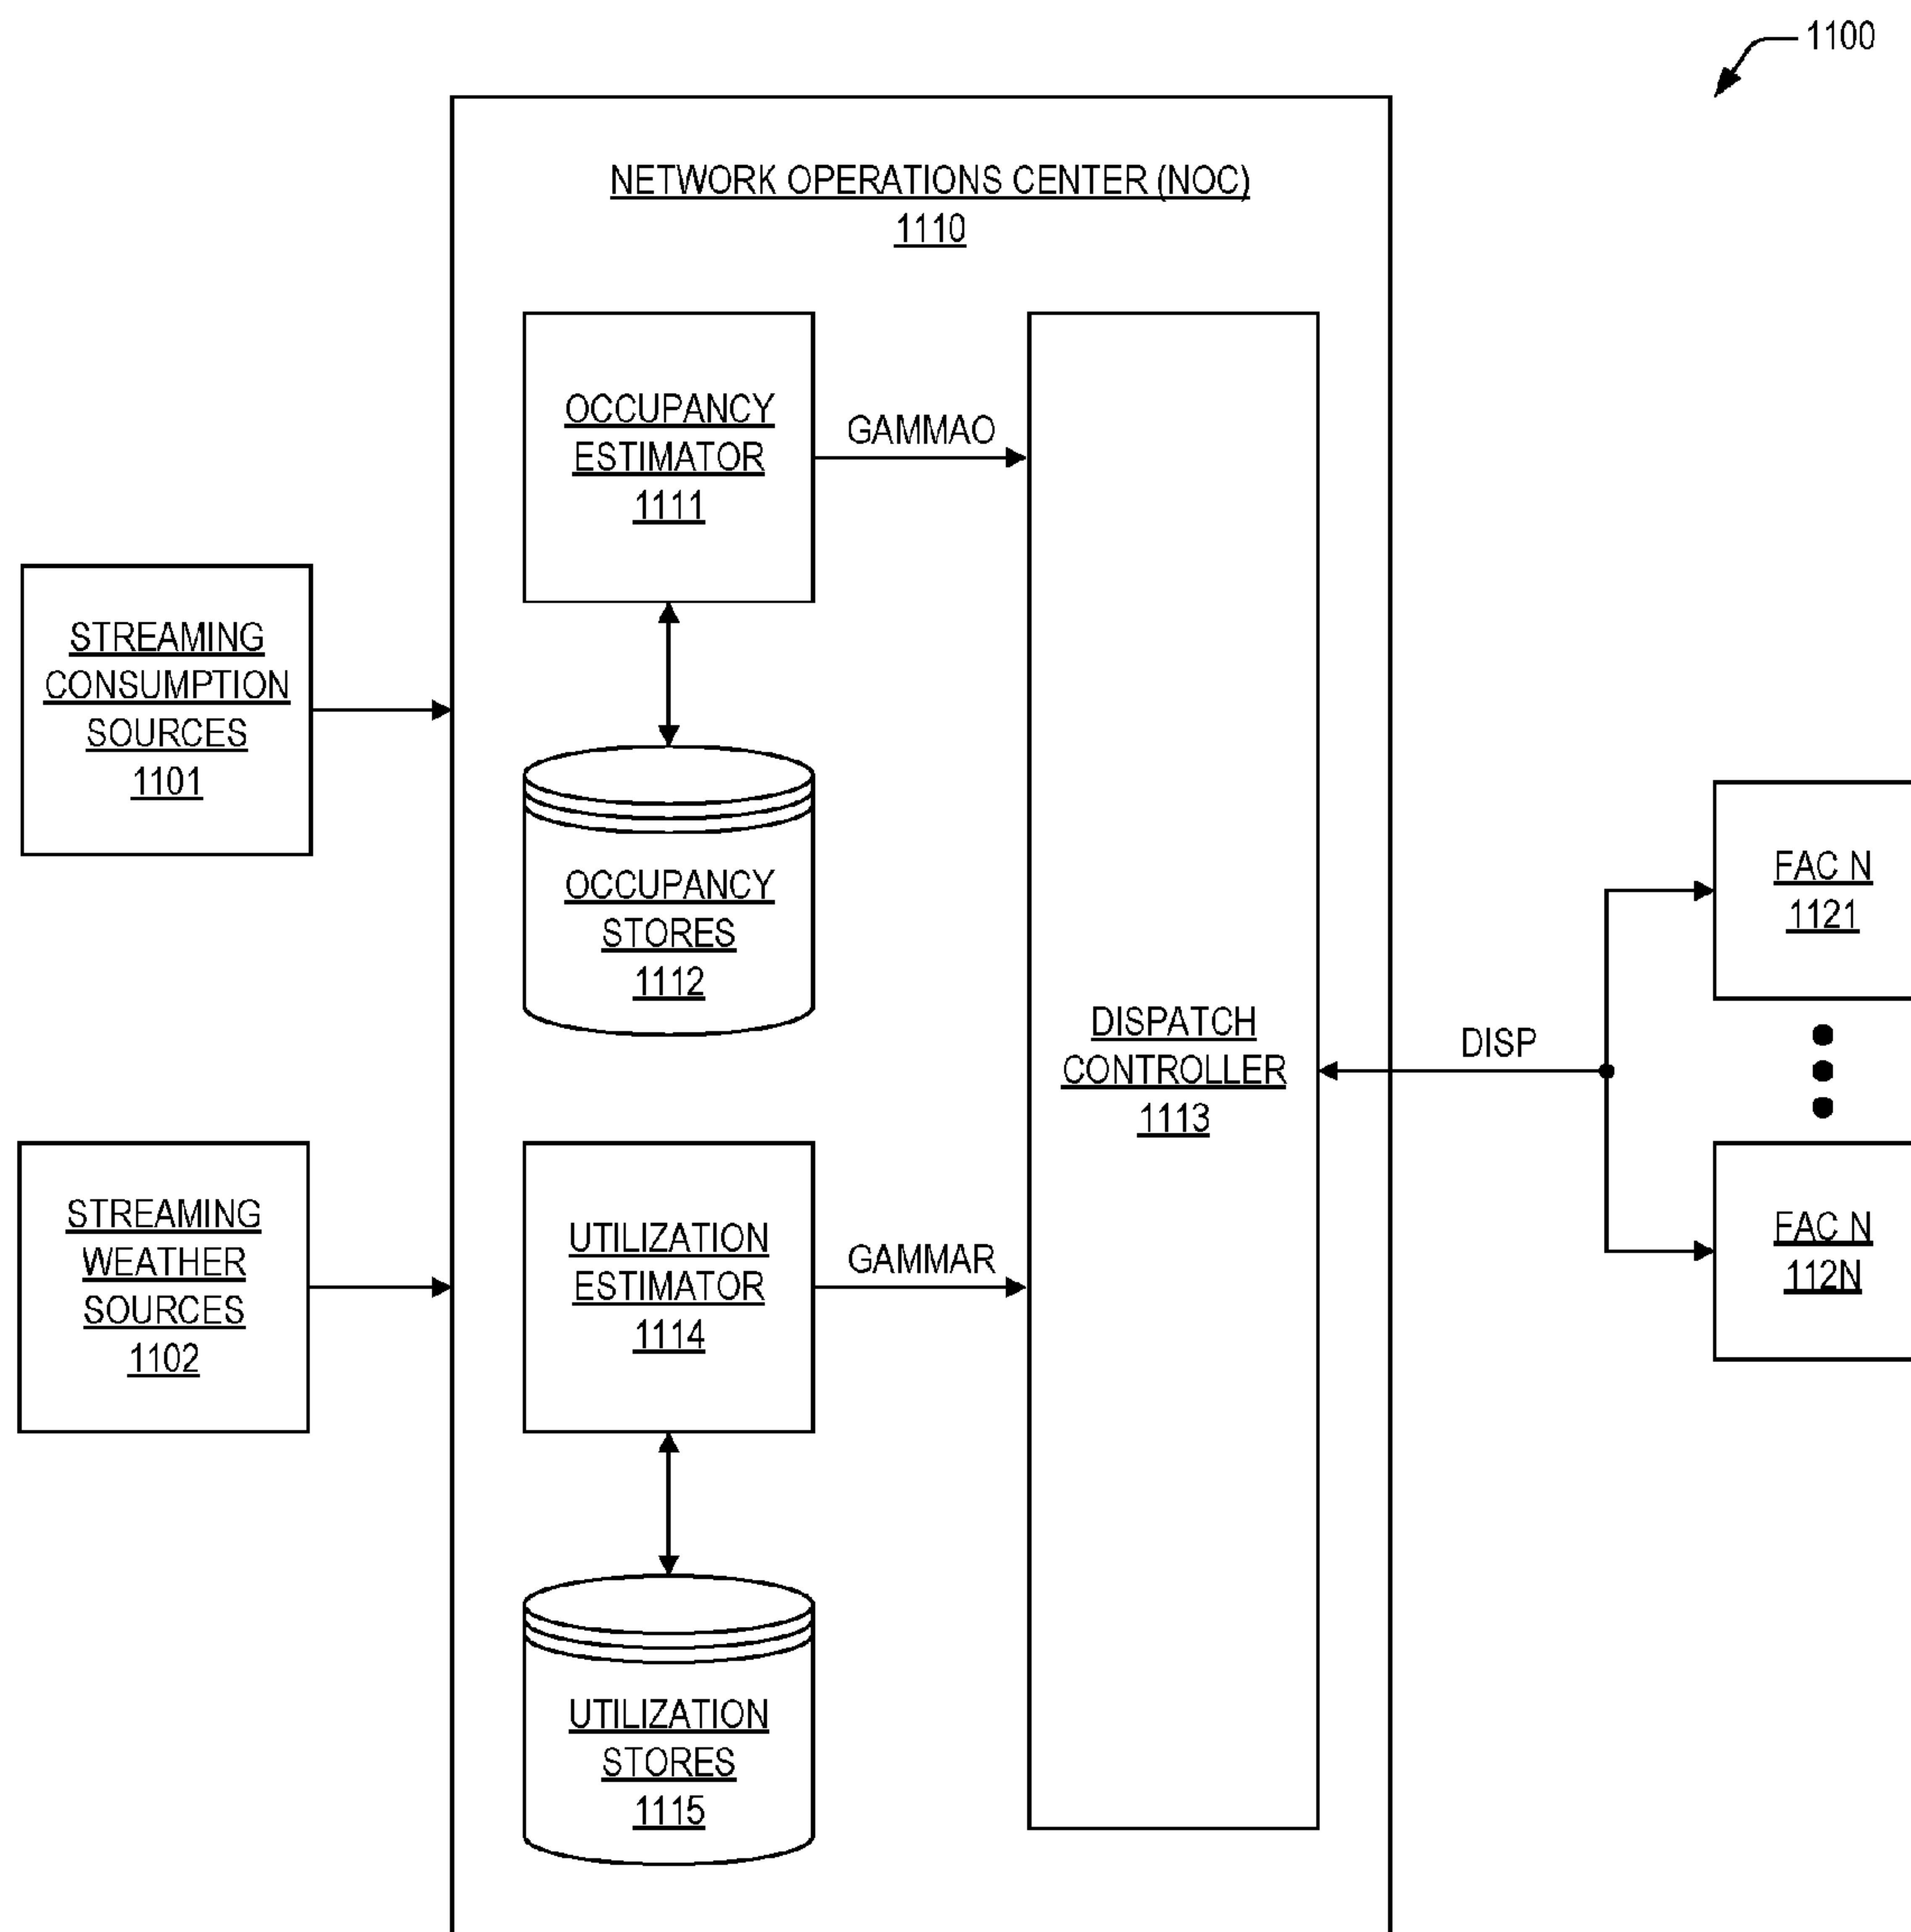 1100
NETWORK OPERATIONS CENTER (NOC)
1110
OCCUPANCY
ESTIMATOR
1111
GAMMAO
STREAMING
CONSUMPTION
SOURCES
1101
OCCUPANCY
STORES
1112
DISPATCH
CONTROLLER
1113
DISP
FAC N
1121
FAC N
112N
STREAMING
WEATHER
SOURCES
1102
UTILIZATION
ESTIMATOR
1114
GAMMAR
UTILIZATION
STORES
1115